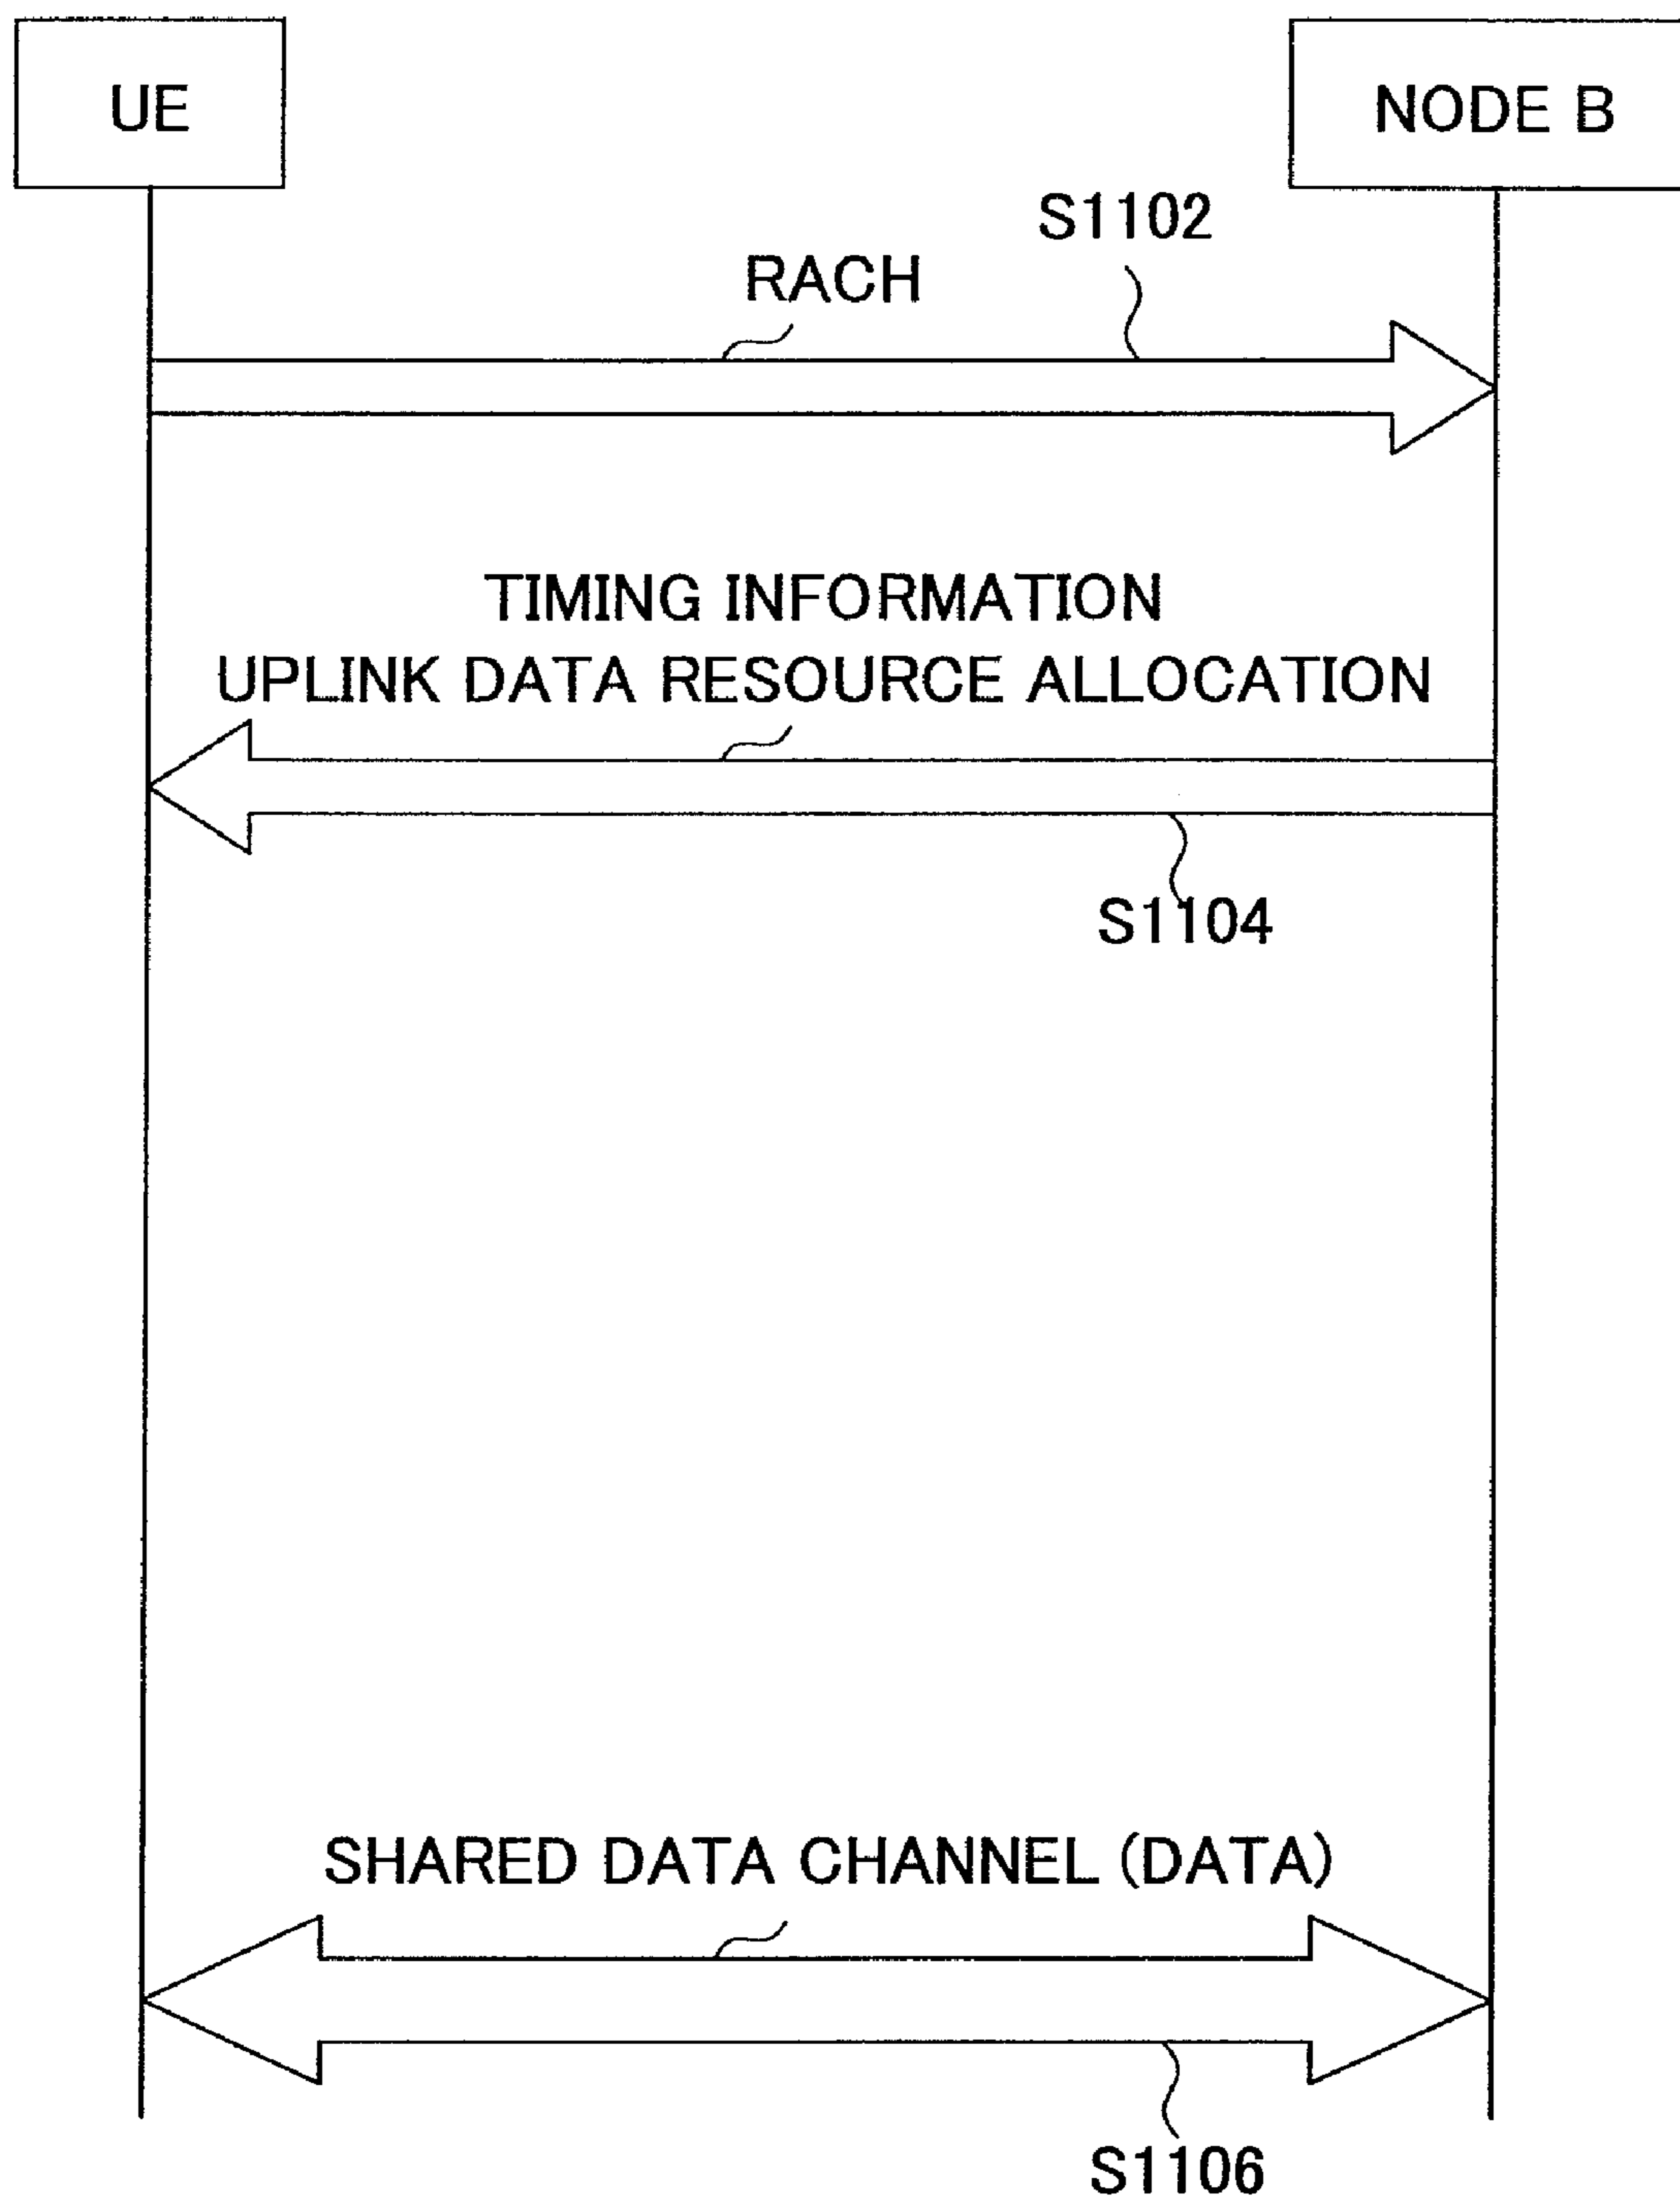 UE
NODE B
S1102
RACH
TIMING INFORMATION
UPLINK DATA RESOURCE ALLOCATION
S1104
SHARED DATA CHANNEL (DATA)
S1106